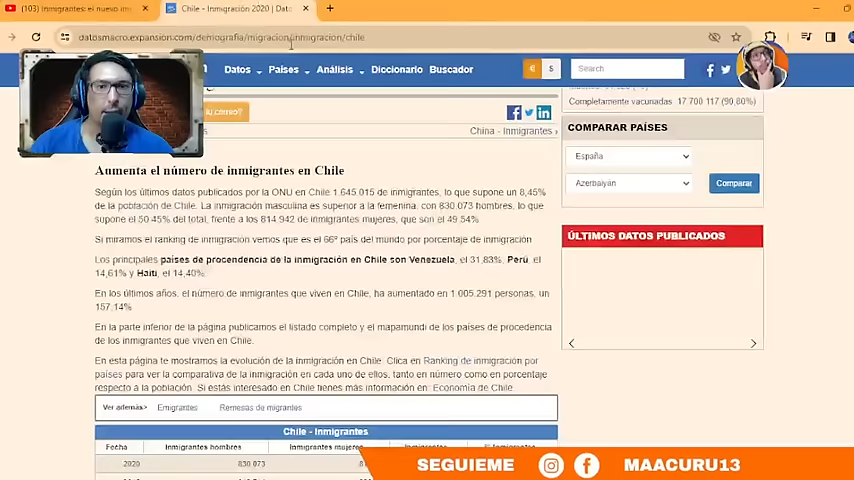 (103) Inmigrantes: el nuevo im
Chile - Inmigración 2020 | Dato
datosmacro.expansion.com/demografia/migracion/inmigracion/chile
Datos
Países
Análisis
Diccionario
Buscador
€
$
Search
Completamente vacunadas 17.700.117 (90,80%)
tu correo?
China - Inmigrantes ›
COMPARAR PAÍSES
España
Azerbaiyán
Comparar
Aumenta el número de inmigrantes en Chile
Según los últimos datos publicados por la ONU en Chile 1.645.015 de inmigrantes, lo que supone un 8,45%
de la población de Chile. La inmigración masculina es superior a la femenina, con 830.073 hombres, lo que
supone el 50.45% del total, frente a los 814.942 de inmigrantes mujeres, que son el 49.54%.
Si miramos el ranking de inmigración vemos que es el 66º país del mundo por porcentaje de inmigración
Los principales países de procedencia de la inmigración en Chile son Venezuela, el 31,83%, Perú, el
14,61% y Haití, el 14,40%.
En los últimos años, el número de inmigrantes que viven en Chile, ha aumentado en 1.005.291 personas, un
157,14%.
En la parte inferior de la página publicamos el listado completo y el mapamundi de los países de procedencia
de los inmigrantes que viven en Chile.
En esta página te mostramos la evolución de la inmigración en Chile. Clica en Ranking de inmigración por
países para ver la comparativa de la inmigración en cada uno de ellos, tanto en número como en porcentaje
respecto a la población. Si estás interesado en Chile tienes más información en: Economía de Chile.
ÚLTIMOS DATOS PUBLICADOS
Ver además> Emigrantes Remesas de migrantes
Chile - Inmigrantes
Fecha Inmigrantes hombres Inmigrantes mujeres
2020 830.073
SEGUIEME MAACURU13